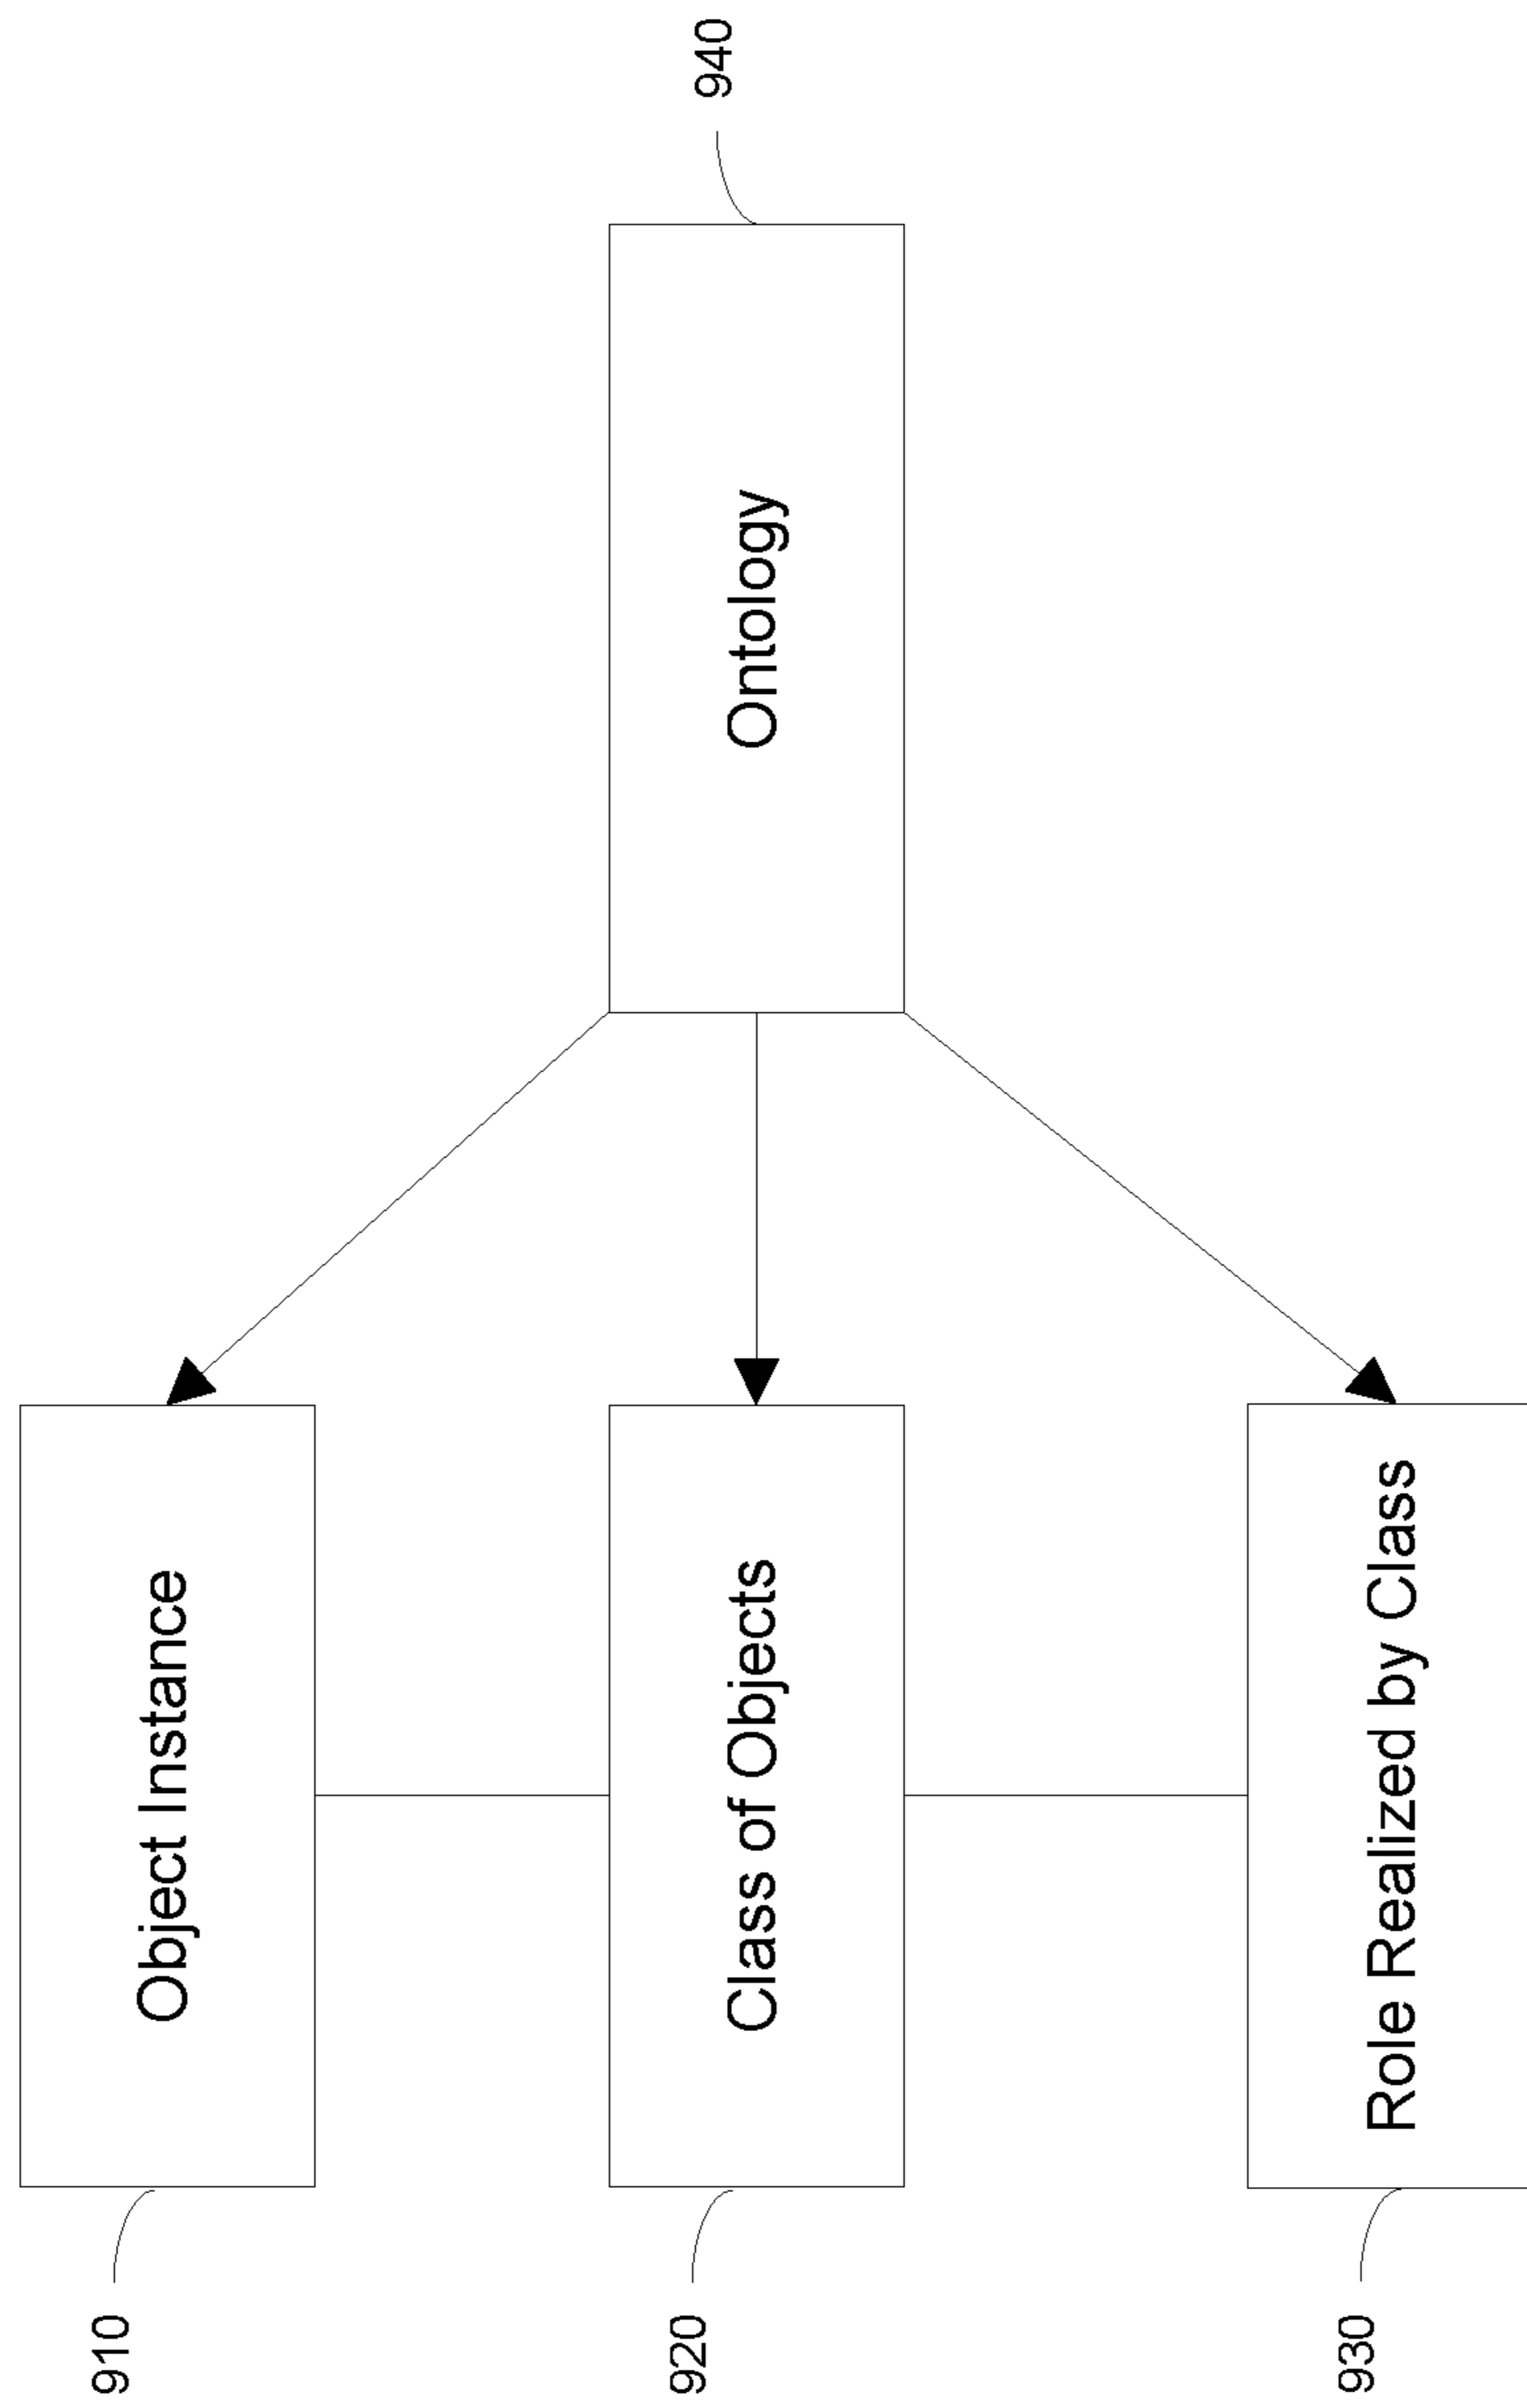 910
Object Instance
920
Class of Objects
Ontology
940
930
Role Realized by Class